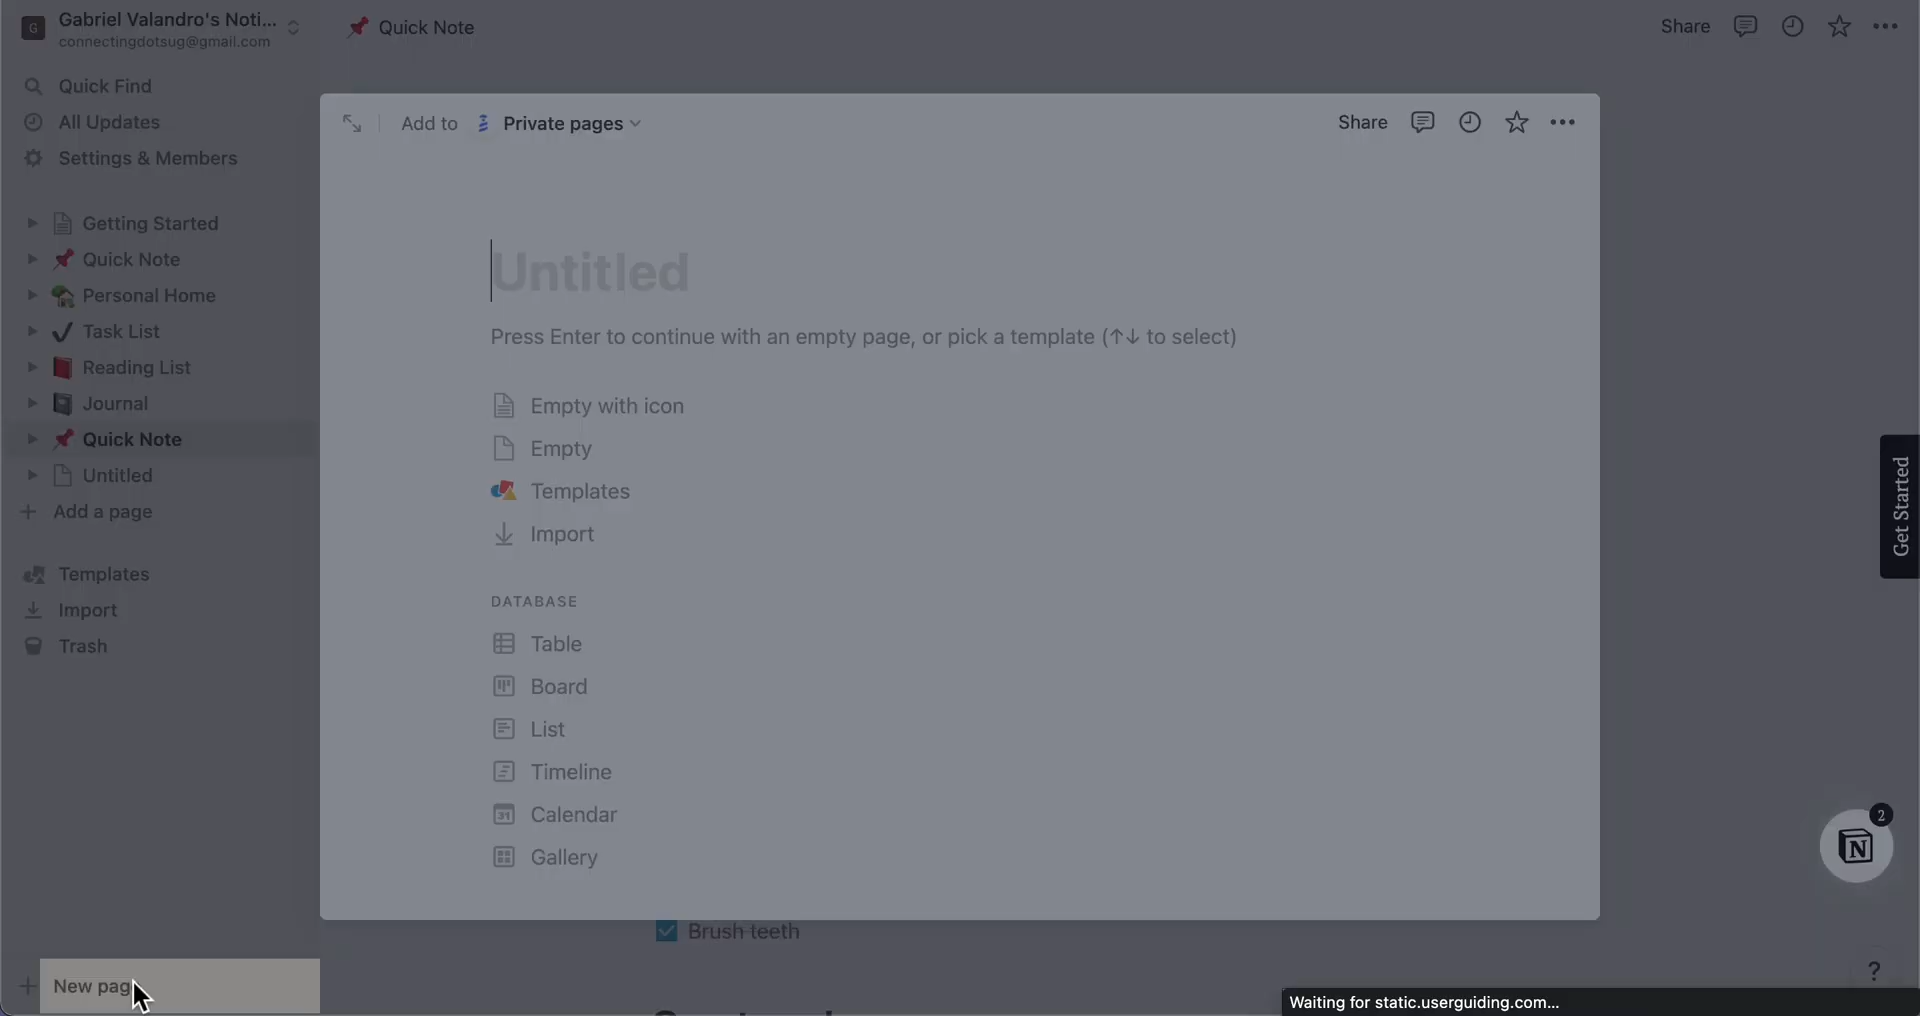 G
Gabriel Valandro's Noti...
connectingdotsug@gmail.com
Quick Find
All Updates
Settings & Members
Getting Started
Quick Note
Personal Home
Task List
Reading List
Journal
Quick Note
Untitled
+ Add a page
Templates
Import
Trash
+ New pag
Quick Note
Share
Add to Private pages
Share
Untitled
Press Enter to continue with an empty page, or pick a template (↑↓ to select)
Empty with icon
Empty
Templates
Import
DATABASE
Table
Board
List
Timeline
31 Calendar
Gallery
Brush teeth
Get Started
2
N
?
Waiting for static.userguiding.com...